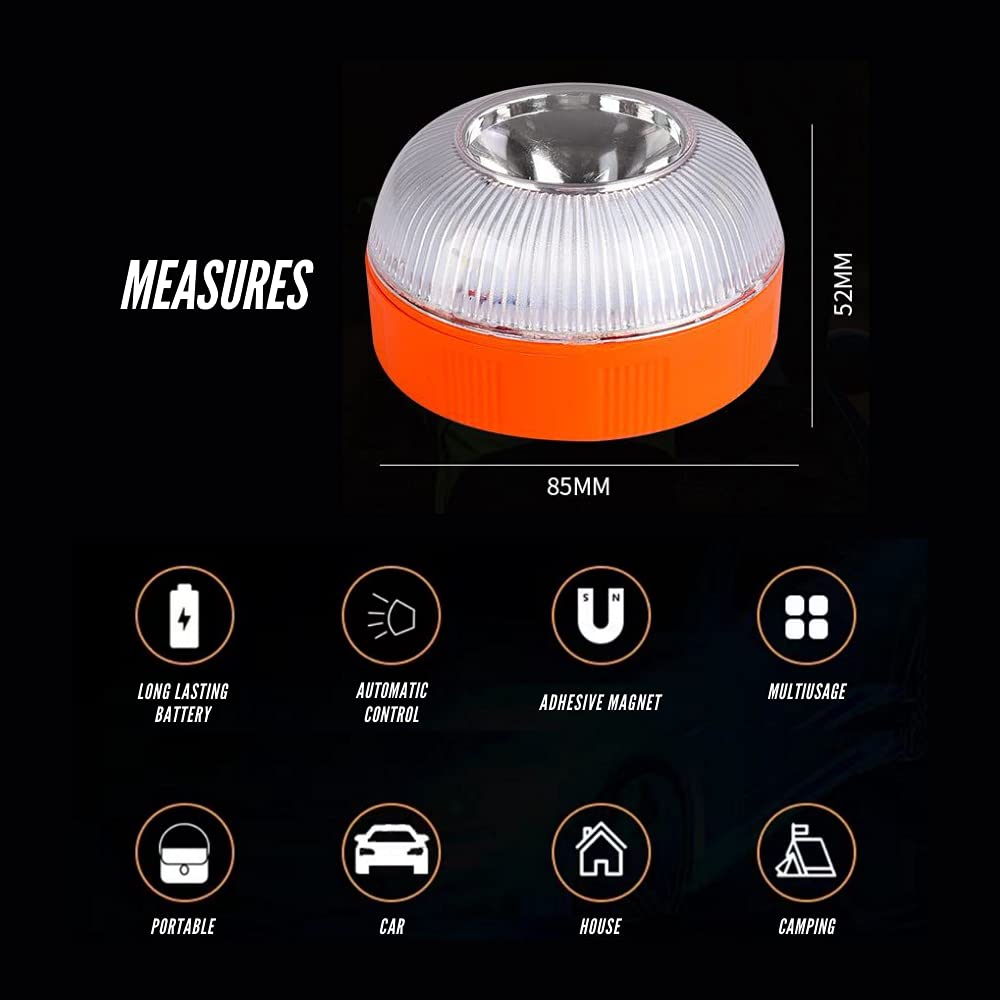 MEASURES
52MM
85MM
S N
LONG LASTING
BATTERY
AUTOMATIC
CONTROL
ADHESIVE MAGNET
MULTIUSAGE
PORTABLE
CAR
HOUSE
CAMPING